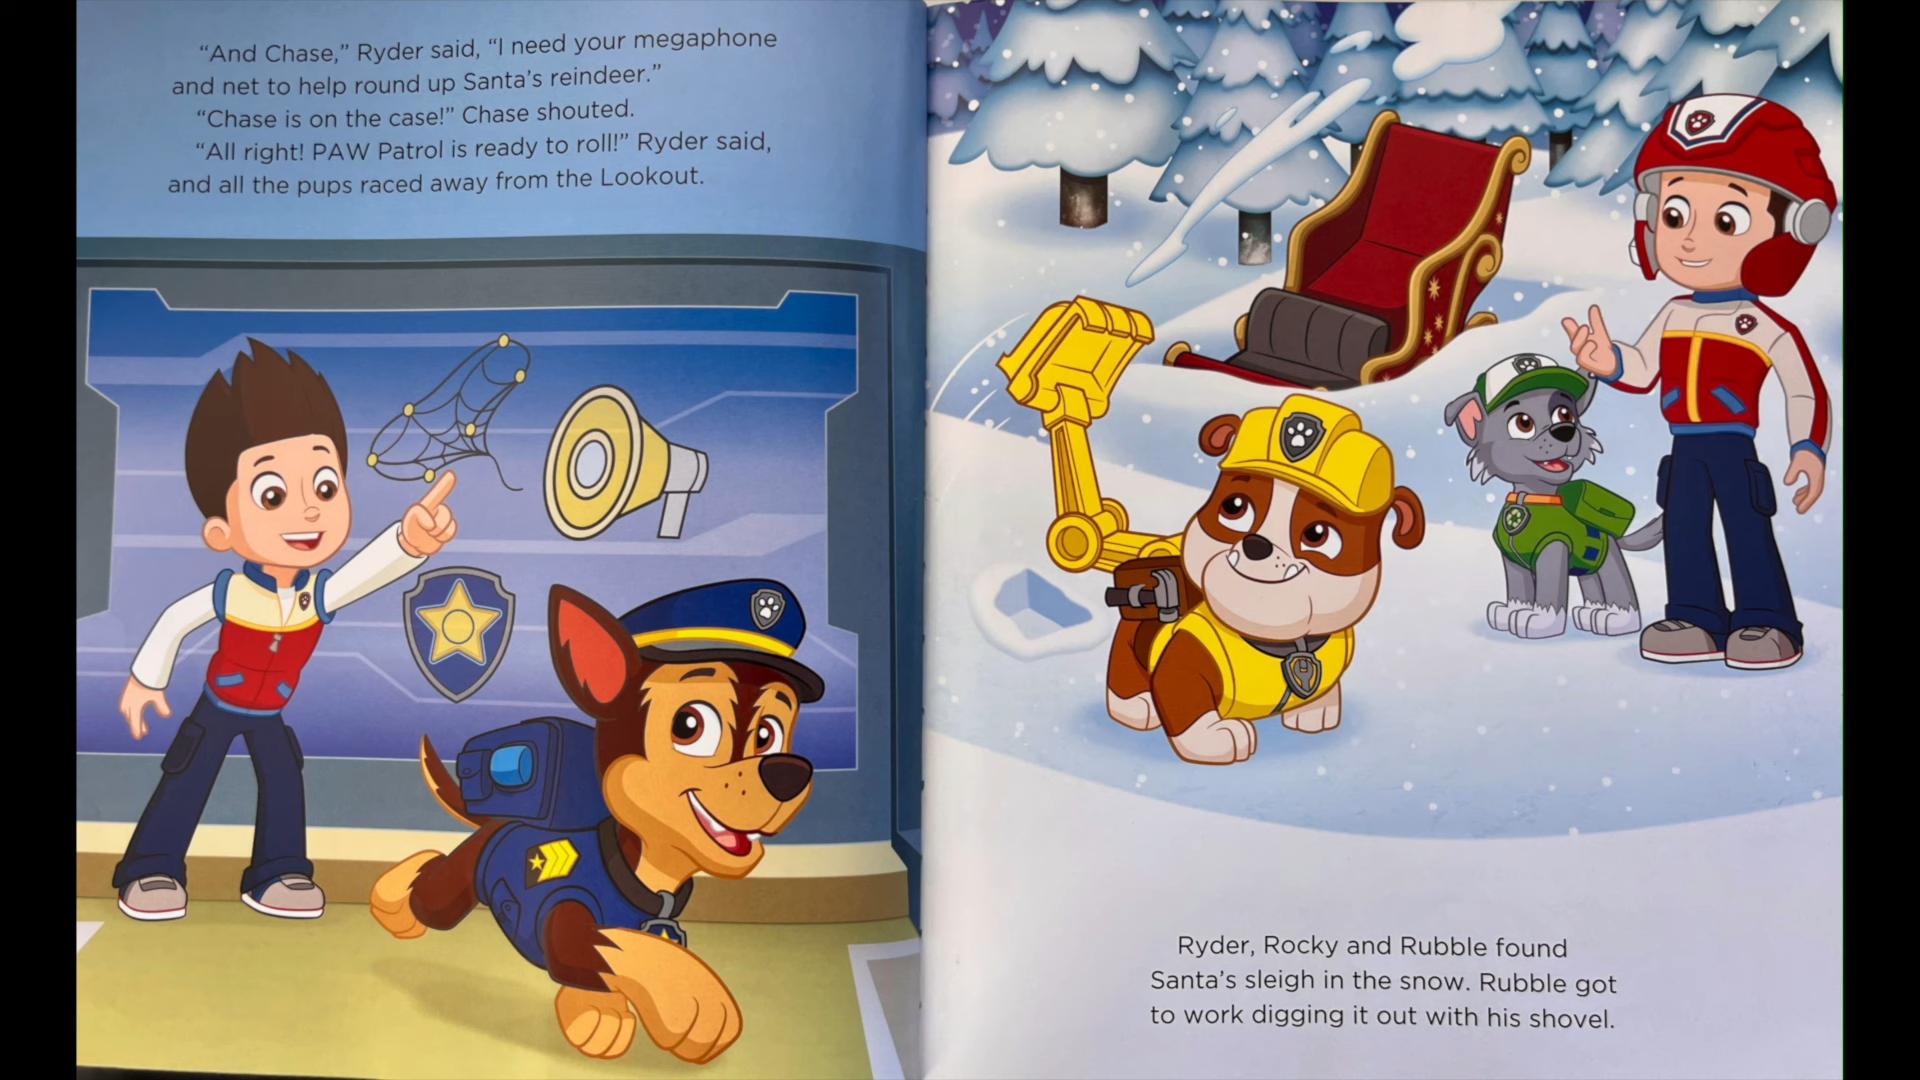 “And Chase,” Ryder said, “I need your megaphone
and net to help round up Santa’s reindeer.”
“Chase is on the case!” Chase shouted.
“All right! PAW Patrol is ready to roll!” Ryder said,
and all the pups raced away from the Lookout.
Ryder, Rocky and Rubble found
Santa’s sleigh in the snow. Rubble got
to work digging it out with his shovel.